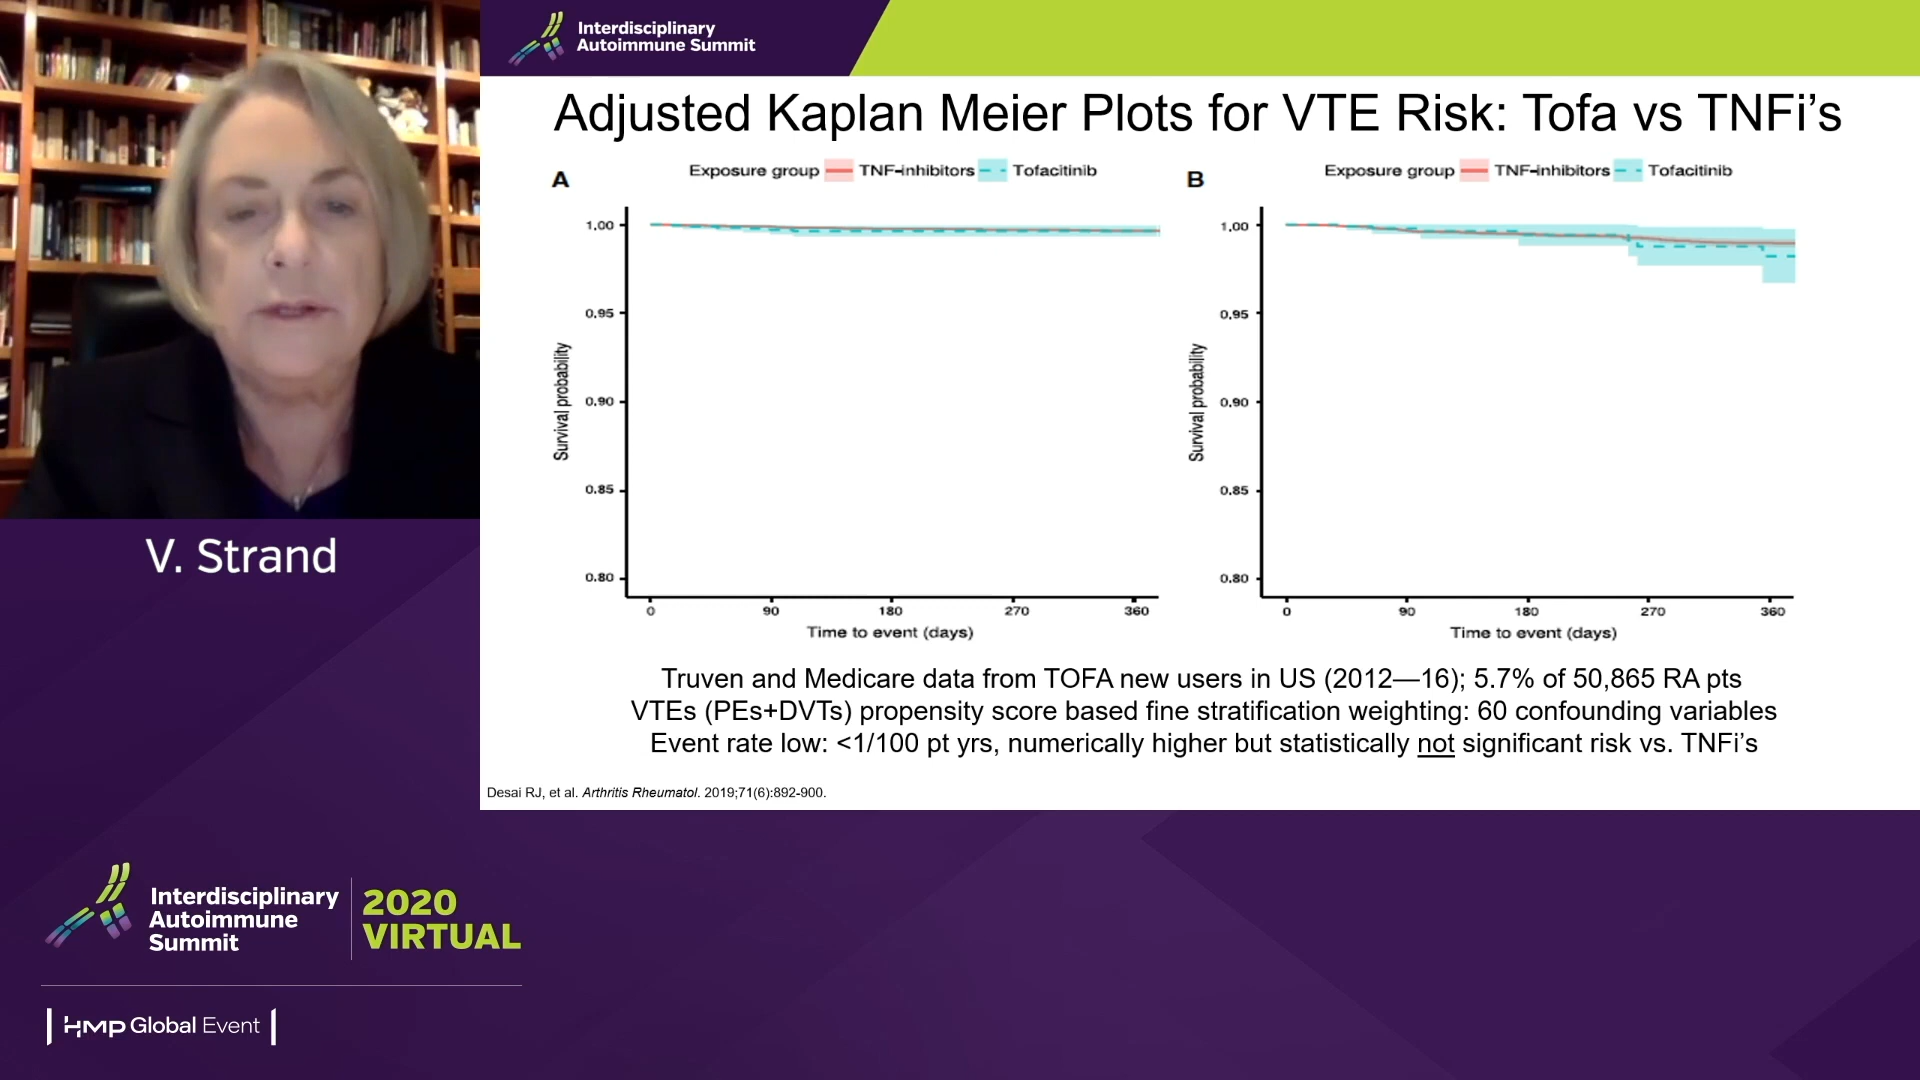 Interdisciplinary
Autoimmune Summit
Adjusted Kaplan Meier Plots for VTE Risk: Tofa vs TNFi’s
A
Exposure group TNF-inhibitors Tofacitinib
1.00
0.95
0.90
0.85
0.80
Survival probability
0 90 180 270 360
Time to event (days)
B
Exposure group TNF-inhibitors Tofacitinib
1.00
0.95
0.90
0.85
0.80
Survival probability
0 90 180 270 360
Time to event (days)
Truven and Medicare data from TOFA new users in US (2012—16); 5.7% of 50,865 RA pts
VTEs (PEs+DVTs) propensity score based fine stratification weighting: 60 confounding variables
Event rate low: <1/100 pt yrs, numerically higher but statistically not significant risk vs. TNFi’s
Desai RJ, et al. Arthritis Rheumatol. 2019;71(6):892-900.
V. Strand
Interdisciplinary
Autoimmune
Summit
2020
VIRTUAL
HMP Global Event